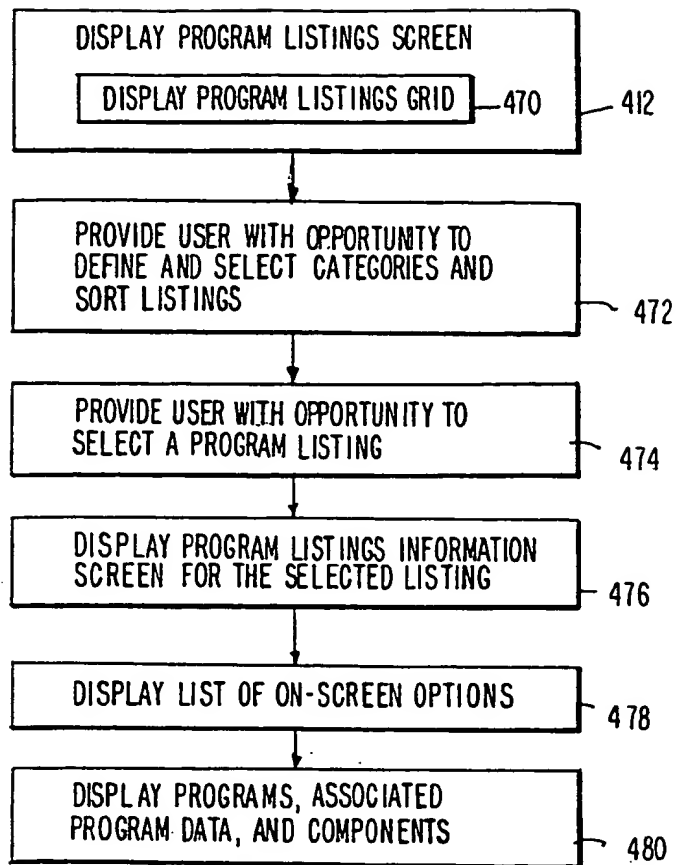 DISPLAY PROGRAM LISTINGS SCREEN
DISPLAY PROGRAM LISTINGS GRID 470
412
PROVIDE USER WITH OPPORTUNITY TO
DEFINE AND SELECT CATEGORIES AND
SORT LISTINGS
472
PROVIDE USER WITH OPPORTUNITY TO
SELECT A PROGRAM LISTING
474
DISPLAY PROGRAM LISTINGS INFORMATION
SCREEN FOR THE SELECTED LISTING
476
DISPLAY LIST OF ON-SCREEN OPTIONS
478
DISPLAY PROGRAMS, ASSOCIATED
PROGRAM DATA, AND COMPONENTS
480